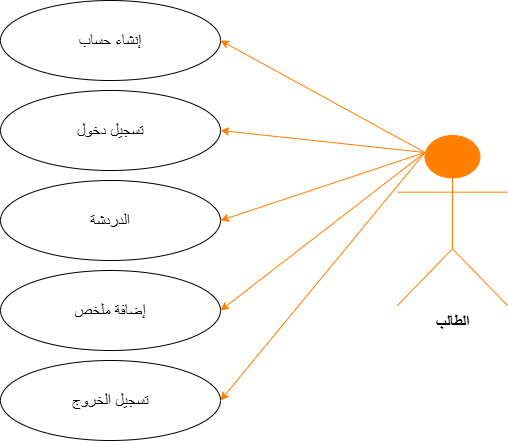 إنشاء حساب
تسجيل دخول
الدردشة
إضافة ملخص
تسجيل الخروج
الطالب